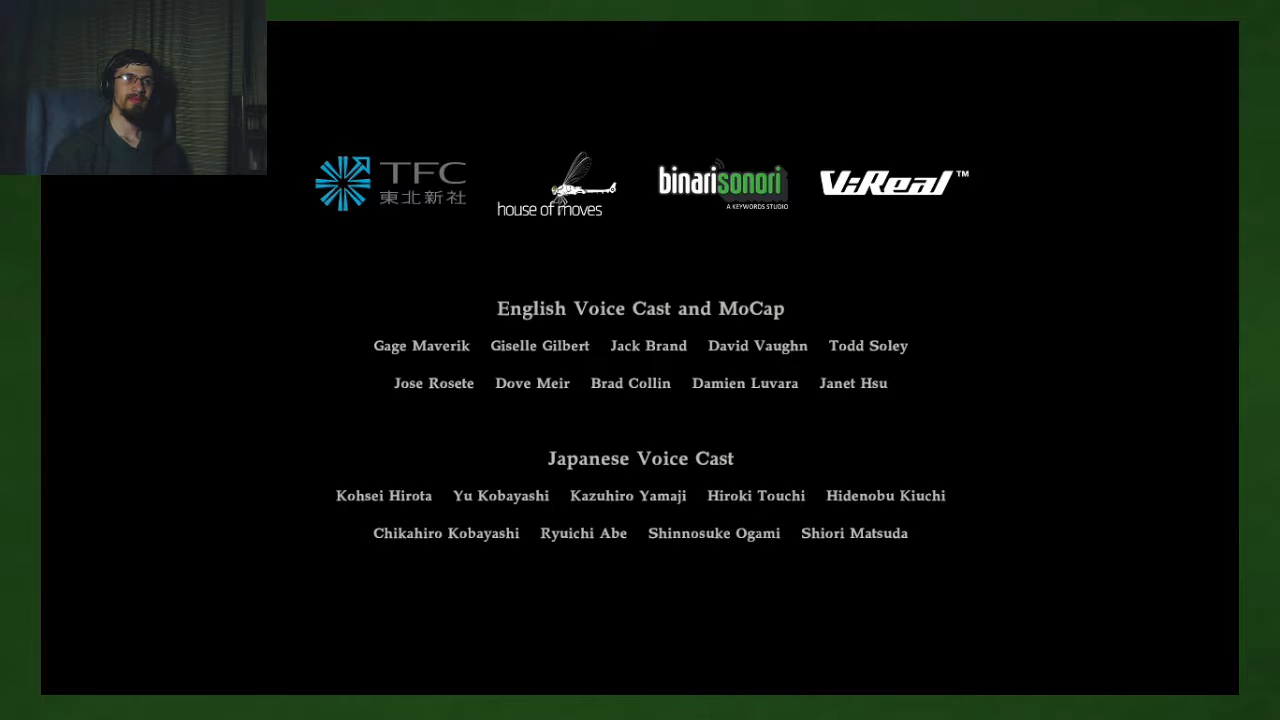 TFC
東北新社
house of moves
binarisonori
A KEYWORDS STUDIO
V:Real™
English Voice Cast and MoCap
Gage Maverik Giselle Gilbert Jack Brand David Vaughn Todd Soley
Jose Rosete Dove Meir Brad Collin Damien Luvara Janet Hsu
Japanese Voice Cast
Kohsei Hirota Yu Kobayashi Kazuhiro Yamaji Hiroki Touchi Hidenobu Kiuchi
Chikahiro Kobayashi Ryuichi Abe Shinnosuke Ogami Shiori Matsuda